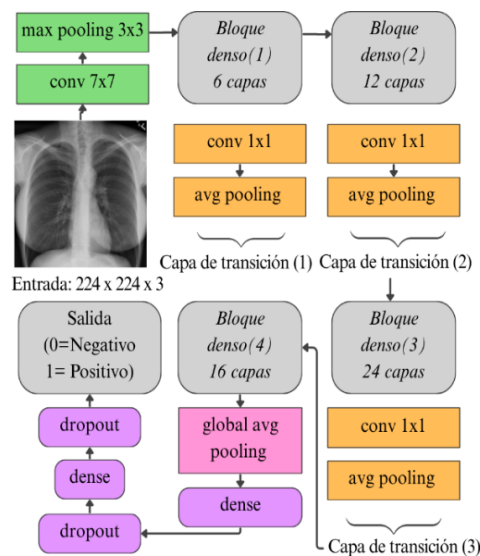 max pooling 3x3
conv 7x7
Entrada: 224 x 224 x 3
Bloque
denso(1)
6 capas
conv 1x1
avg pooling
Capa de transición (1)
Bloque
denso(2)
12 capas
conv 1x1
avg pooling
Capa de transición (2)
Bloque
denso(3)
24 capas
conv 1x1
avg pooling
Capa de transición (3)
Bloque
denso(4)
16 capas
global avg
pooling
dense
dropout
dense
dropout
Salida
(0=Negativo
1= Positivo)